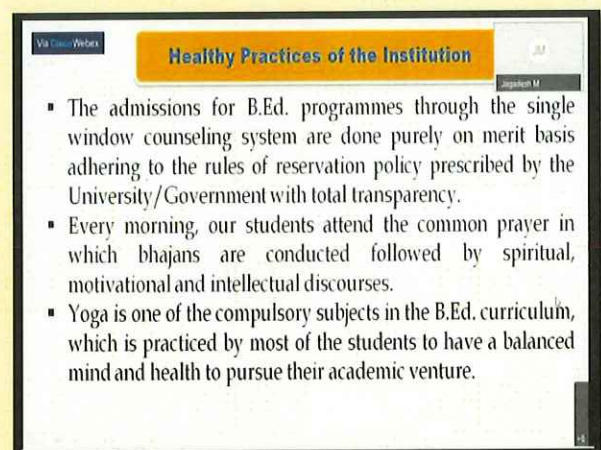 Via Cisco Webex
Healthy Practices of the Institution
JM
Jagadesh M
▪ The admissions for B.Ed. programmes through the single
window counseling system are done purely on merit basis
adhering to the rules of reservation policy prescribed by the
University/Government with total transparency.
▪ Every morning, our students attend the common prayer in
which bhajans are conducted followed by spiritual,
motivational and intellectual discourses.
▪ Yoga is one of the compulsory subjects in the B.Ed. curriculum,
which is practiced by most of the students to have a balanced
mind and health to pursue their academic venture.